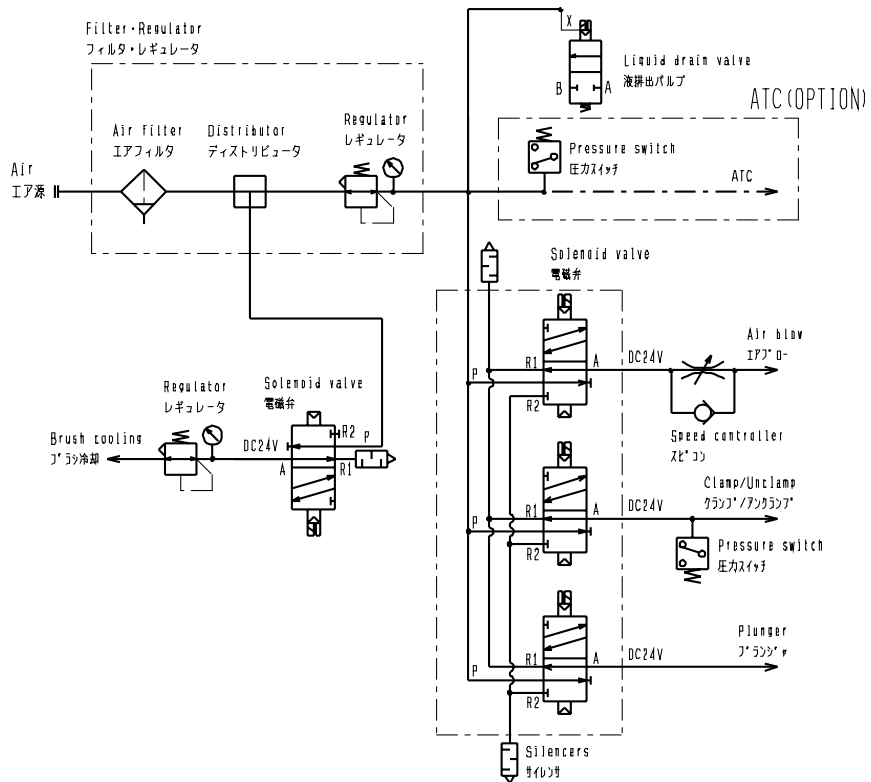 Filter・Regulator
フィルタ・レギュレータ
X
Liquid drain valve
液排出バルブ
B
A
ATC(OPTION)
Air Filter
エアフィルタ
Distributor
ディストリビュータ
Regulator
レギュレータ
Pressure switch
圧力スイッチ
Air
エア源
ATC
Solenoid valve
電磁弁
Air blow
エアブロー
R1
A
DC24V
P
R2
Speed controller
スピコン
Regulator
レギュレータ
Solenoid valve
電磁弁
R2
P
Brush cooling
ブラシ冷却
DC24V
A
R1
Clamp/Unclamp
クランプ/アンクランプ
R1
A
DC24V
P
R2
Pressure switch
圧力スイッチ
Plunger
プランジャ
R1
A
DC24V
P
R2
Silencers
サイレンサ